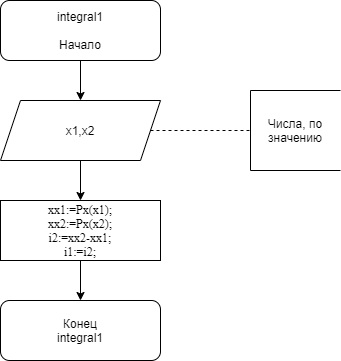 integral1
Начало
x1,x2
Числа, по
значению
xx1:=Px(x1);
xx2:=Px(x2);
i2:=xx2-xx1;
i1:=i2;
Конец
integral1